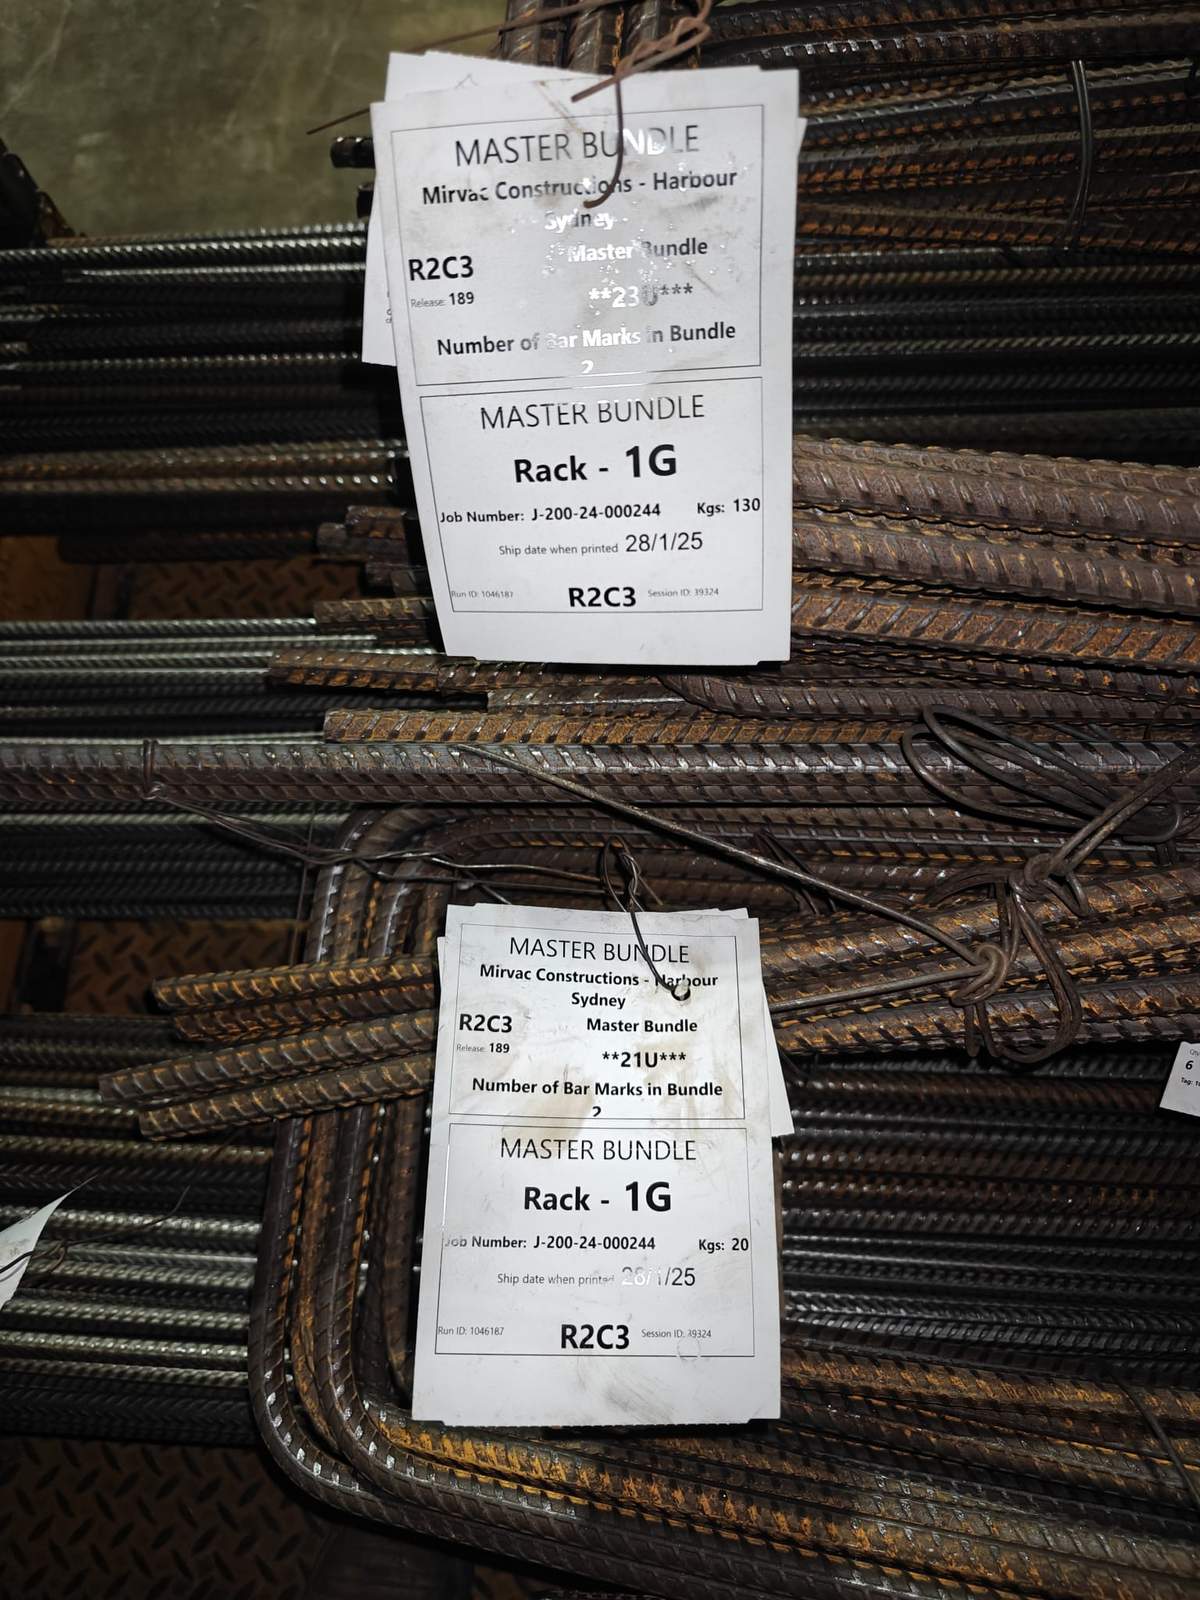 MASTER BUNDLE
Mirvac Constructions - Harbour
Sydney
Master Bundle
R2C3
Release: 189
**23U***
Number of Bar Marks in Bundle
2
MASTER BUNDLE
Rack - 1G
Job Number: J-200-24-000244 Kgs: 130
Ship date when printed 28/1/25
Run ID: 1046187 R2C3 Session ID: 39324
MASTER BUNDLE
Mirvac Constructions - Harbour
Sydney
R2C3 Master Bundle
Release: 189
**21U***
Number of Bar Marks in Bundle
2
MASTER BUNDLE
Rack - 1G
Job Number: J-200-24-000244 Kgs: 20
Ship date when printed 28/1/25
Run ID: 1046187 R2C3 Session ID: 39324
Qty
6
Tag: